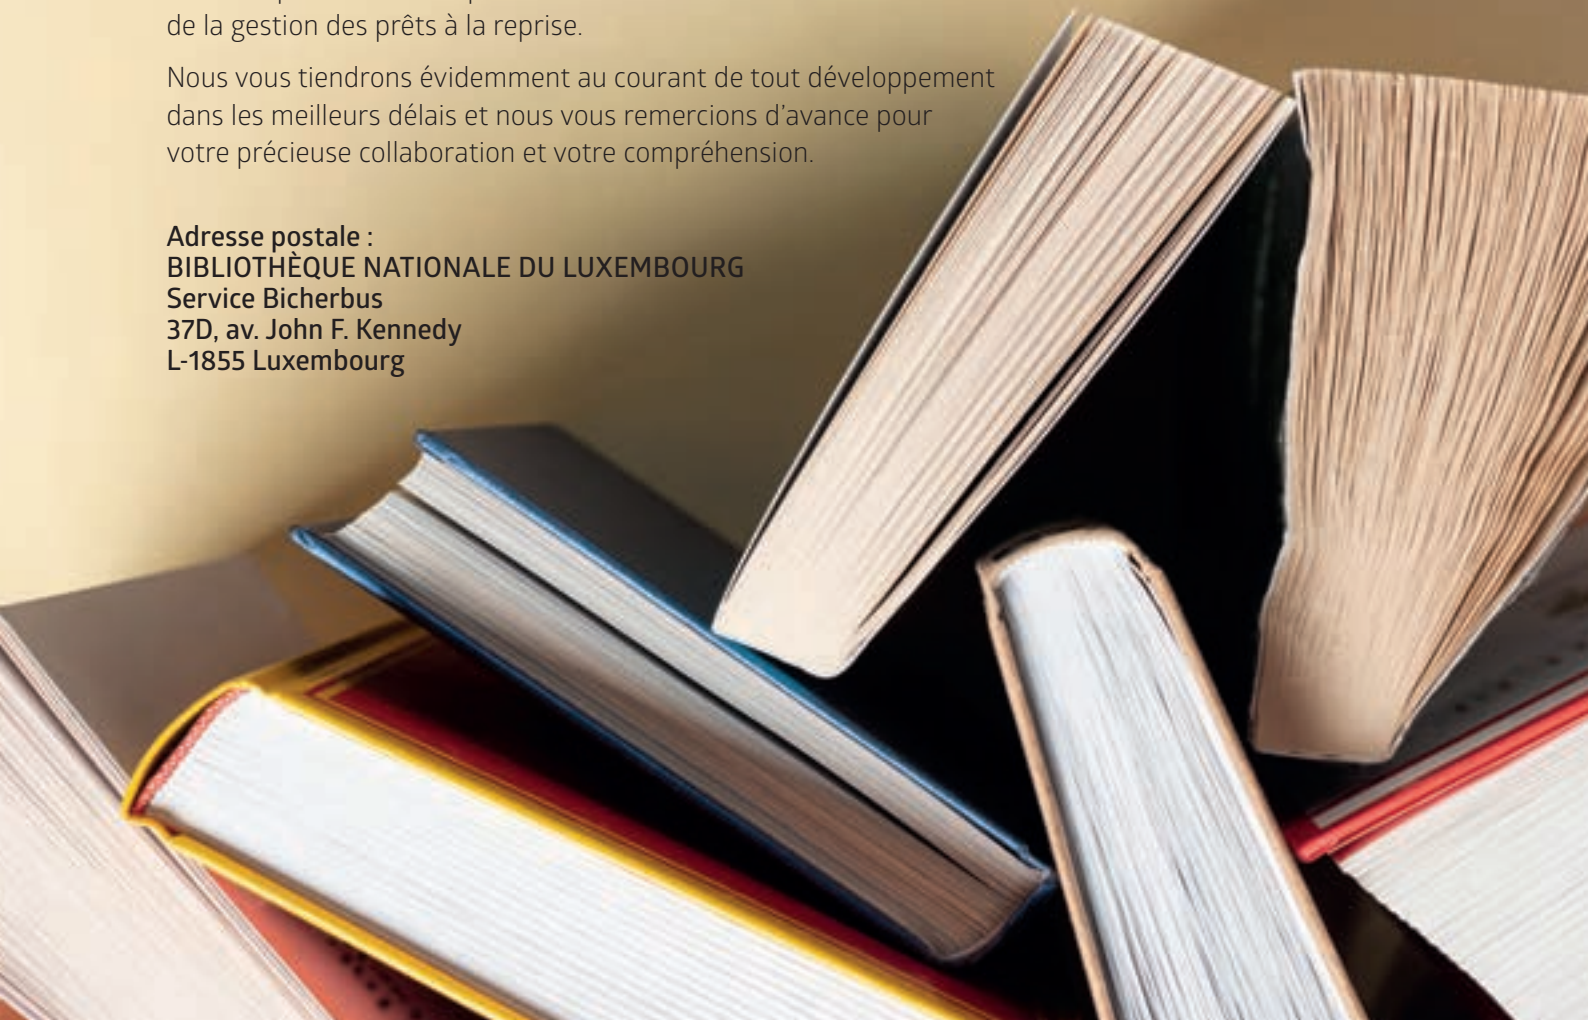 de la gestion des prêts à la reprise.
Nous vous tiendrons évidemment au courant de tout développement
dans les meilleurs délais et nous vous remercions d'avance pour
votre précieuse collaboration et votre compréhension.
Adresse postale :
BIBLIOTHÈQUE NATIONALE DU LUXEMBOURG
Service Bicherbus
37D, av. John F. Kennedy
L-1855 Luxembourg